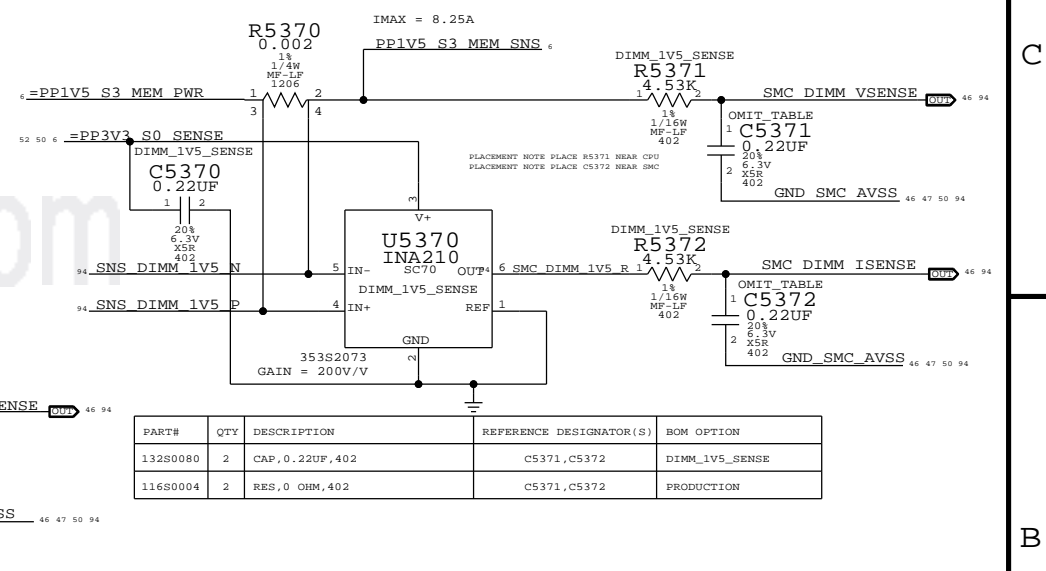 IMAX = 8.25A
R5370
0.002
1%
1/4W
MF-LF
1206
PP1V5 S3 MEM SNS 6
6 =PP1V5 S3 MEM PWR
1 2
3 4
DIMM_1V5_SENSE
R5371
4.53K
1 2
1%
1/16W
MF-LF
402
SMC DIMM VSENSE OUT 46 94
OMIT_TABLE
1 C5371
0.22UF
20%
6.3V
2 X5R
402
GND SMC AVSS 46 47 50 94
C
52 50 6 =PP3V3 S0 SENSE
DIMM_1V5_SENSE
C5370
0.22UF
1 2
20%
6.3V
X5R
402
PLACEMENT NOTE PLACE R5371 NEAR CPU
PLACEMENT NOTE PLACE C5372 NEAR SMC
om
3
V+
U5370
INA210
SC70
DIMM_1V5_SENSE
94 SNS DIMM 1V5 N 5 IN-
94 SNS DIMM 1V5 P 4 IN+
OUT 6 SMC_DIMM_1V5_R
REF 1
GND
2
353S2073
GAIN = 200V/V
DIMM_1V5_SENSE
R5372
4.53K
1 2
1%
1/16W
MF-LF
402
SMC DIMM ISENSE OUT 46 94
OMIT_TABLE
1 C5372
0.22UF
20%
6.3V
2 X5R
402
GND_SMC_AVSS 46 47 50 94
ENSE OUT 46 94
PART# QTY DESCRIPTION REFERENCE DESIGNATOR(S) BOM OPTION
132S0080 2 CAP,0.22UF,402 C5371,C5372 DIMM_1V5_SENSE
116S0004 2 RES,0 OHM,402 C5371,C5372 PRODUCTION
SS 46 47 50 94
B